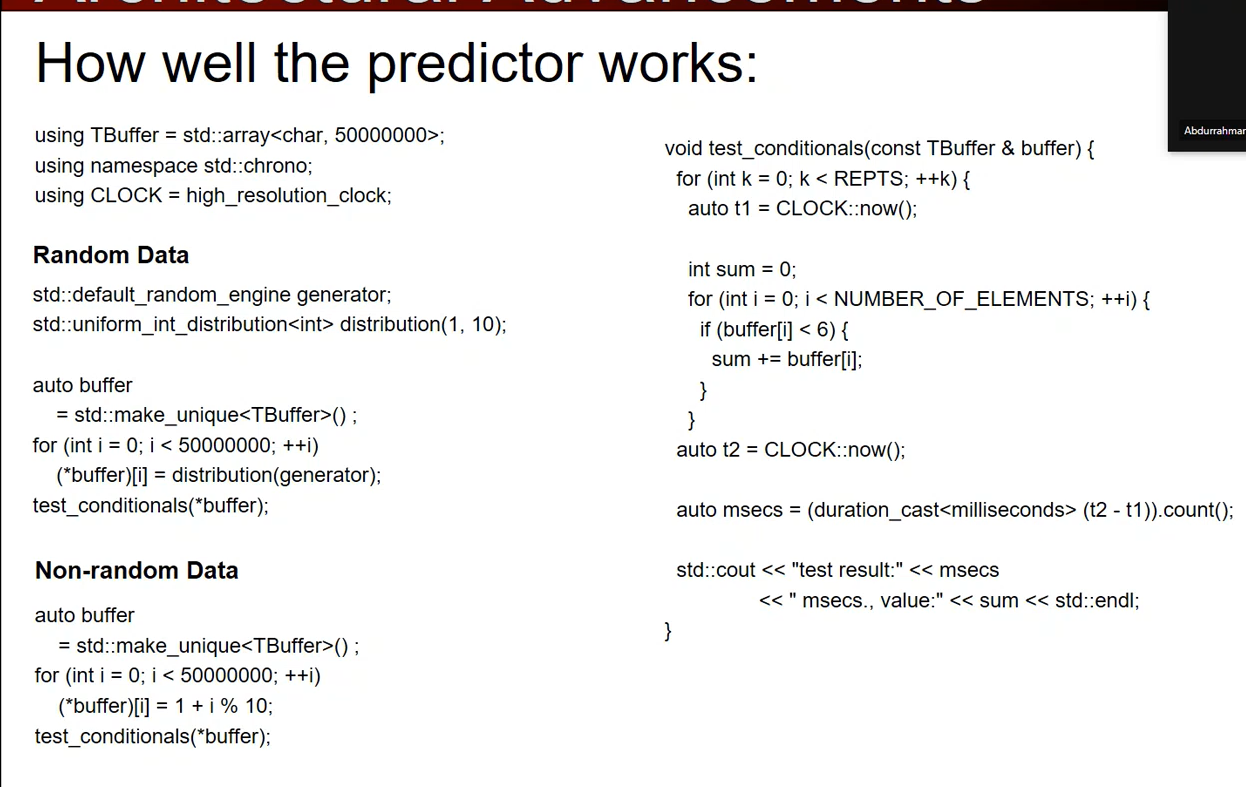 How well the predictor works:
using TBuffer = std::array<char, 50000000>;
using namespace std::chrono;
using CLOCK = high_resolution_clock;
Random Data
std::default_random_engine generator;
std::uniform_int_distribution<int> distribution(1, 10);
auto buffer
= std::make_unique<TBuffer>() ;
for (int i = 0; i < 50000000; ++i)
(*buffer)[i] = distribution(generator);
test_conditionals(*buffer);
Non-random Data
auto buffer
= std::make_unique<TBuffer>() ;
for (int i = 0; i < 50000000; ++i)
(*buffer)[i] = 1 + i % 10;
test_conditionals(*buffer);
void test_conditionals(const TBuffer & buffer) {
for (int k = 0; k < REPTS; ++k) {
auto t1 = CLOCK::now();
int sum = 0;
for (int i = 0; i < NUMBER_OF_ELEMENTS; ++i) {
if (buffer[i] < 6) {
sum += buffer[i];
}
}
auto t2 = CLOCK::now();
auto msecs = (duration_cast<milliseconds> (t2 - t1)).count();
std::cout << "test result:" << msecs
<< " msecs., value:" << sum << std::endl;
}
Abdurrahman